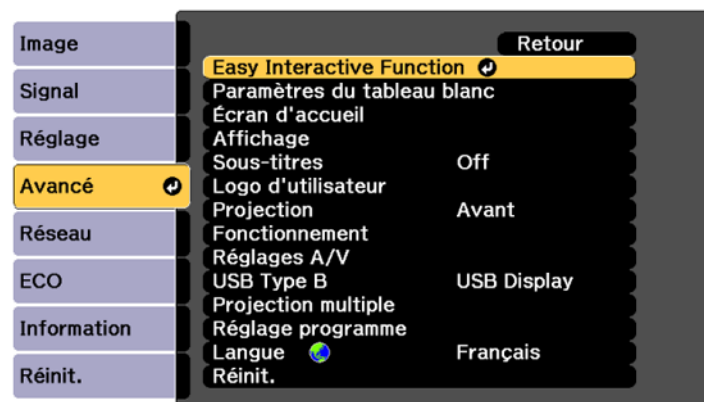 Image
Signal
Réglage
Avancé
Réseau
ECO
Information
Réinit.
Retour
Easy Interactive Function
Paramètres du tableau blanc
Écran d'accueil
Affichage
Sous-titres Off
Logo d'utilisateur
Projection Avant
Fonctionnement
Réglages A/V
USB Type B USB Display
Projection multiple
Réglage programme
Langue Français
Réinit.